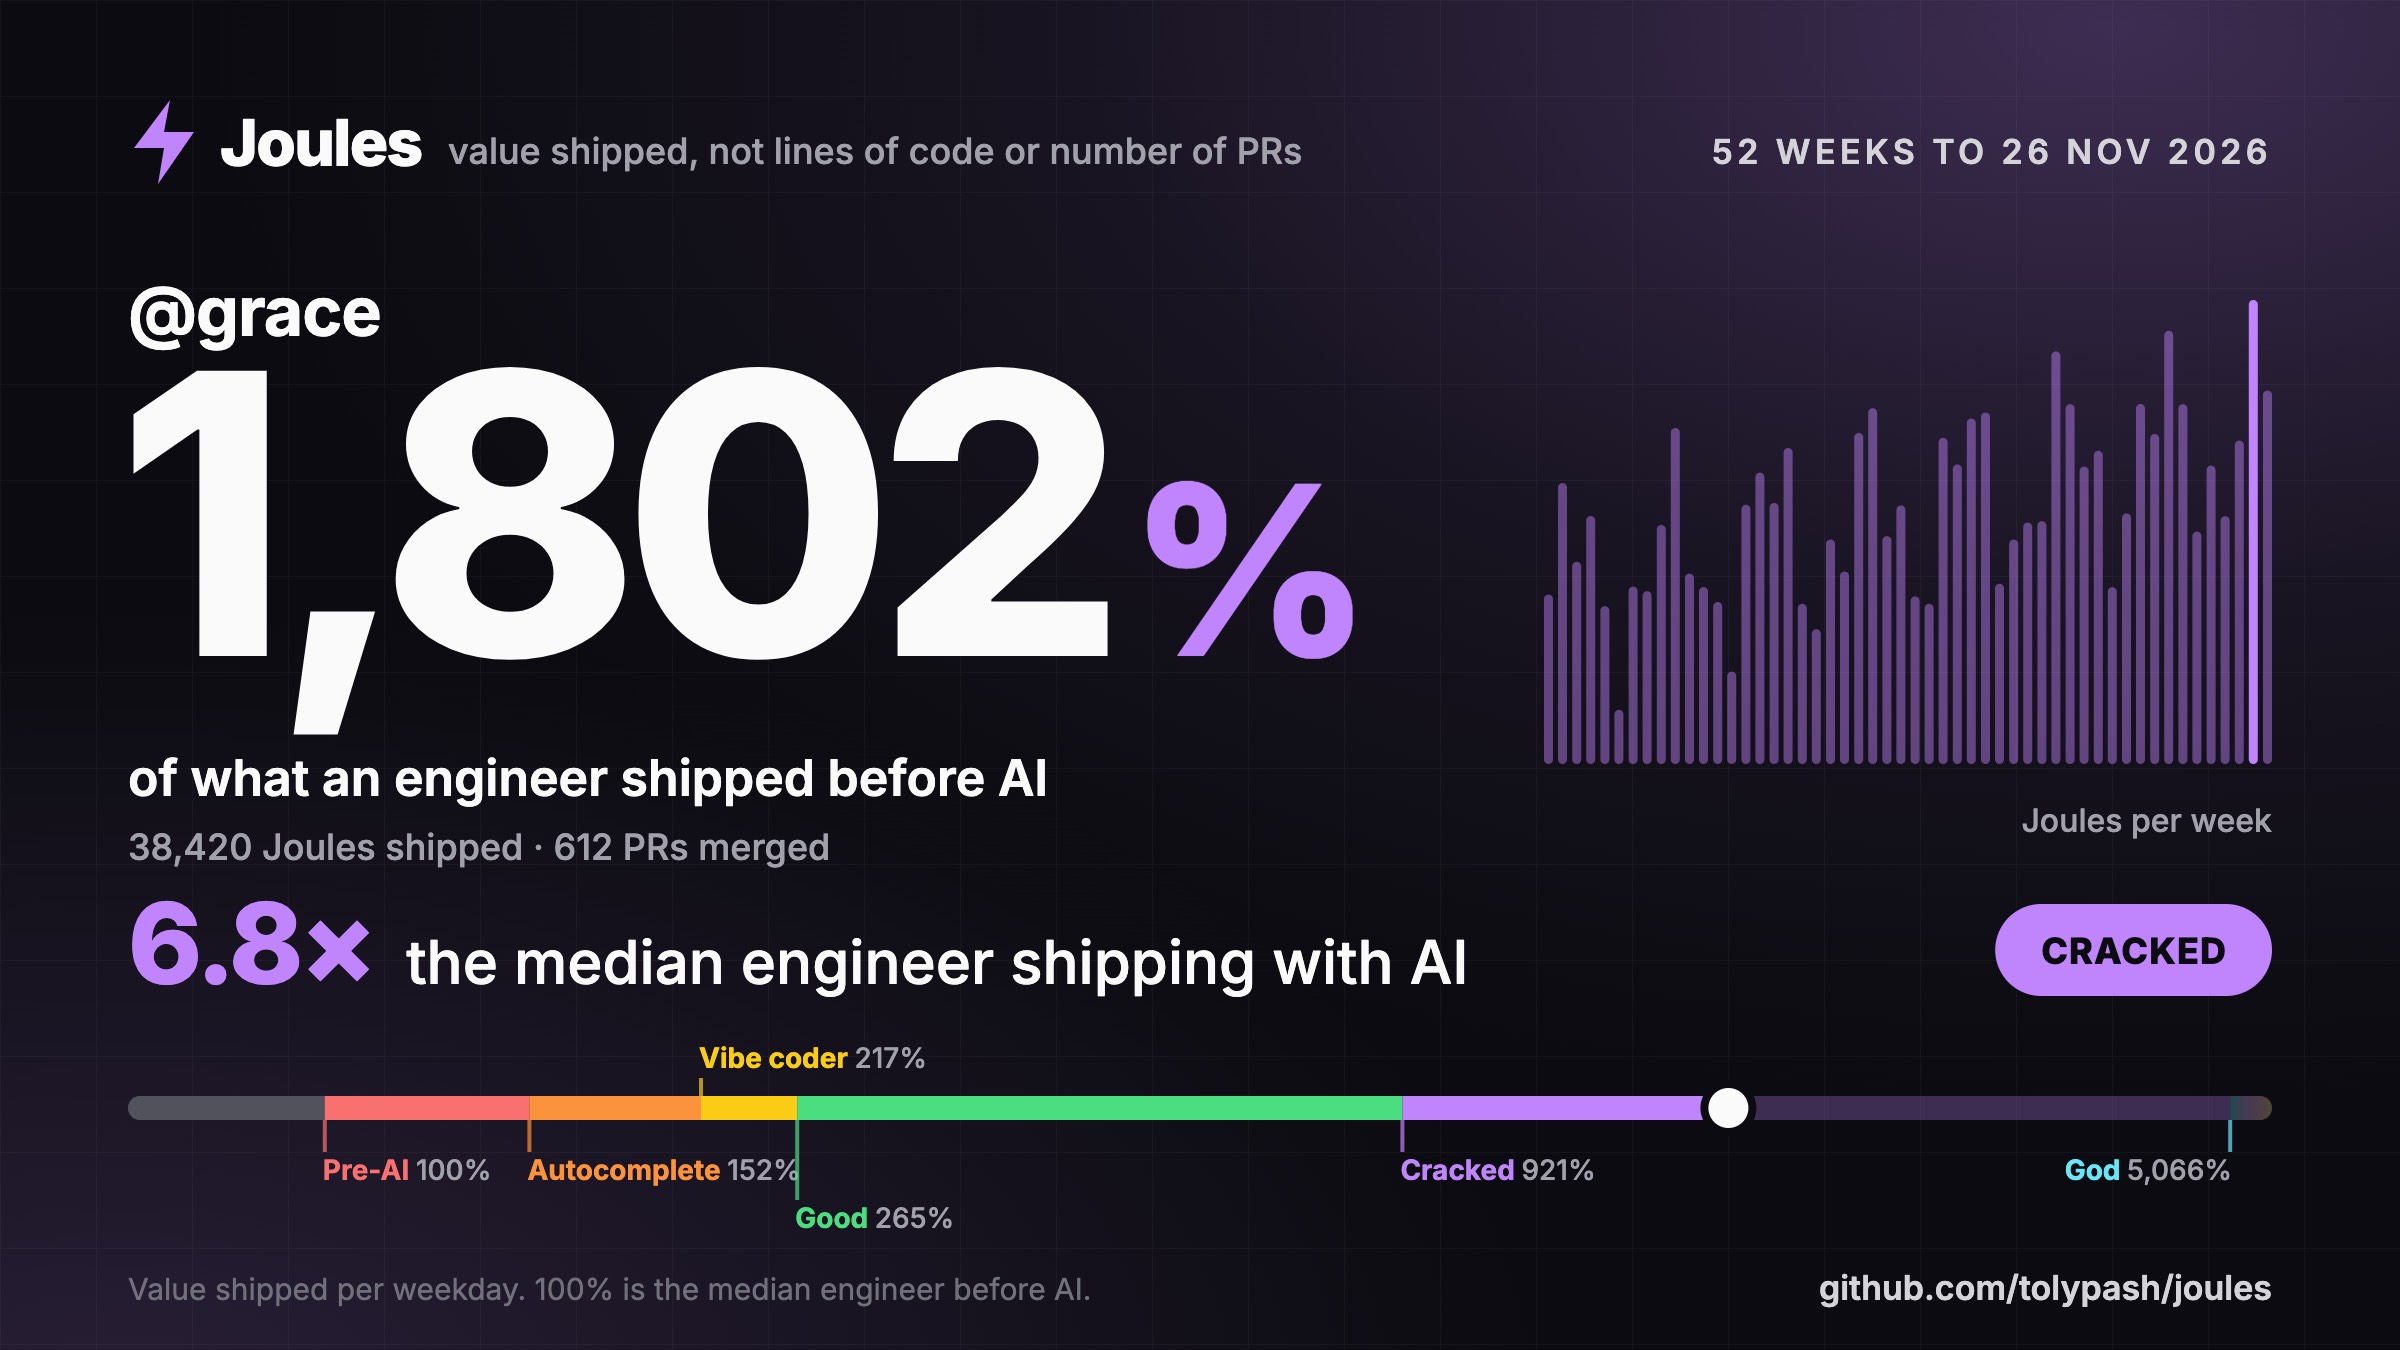 Joules value shipped, not lines of code or number of PRs
52 WEEKS TO 26 NOV 2026
@grace
1,802%
of what an engineer shipped before AI
38,420 Joules shipped · 612 PRs merged
Joules per week
6.8× the median engineer shipping with AI
CRACKED
Vibe coder 217%
Pre-AI 100%
Autocomplete 152%
Cracked 921%
God 5,066%
Good 265%
Value shipped per weekday. 100% is the median engineer before AI.
github.com/tolypash/joules